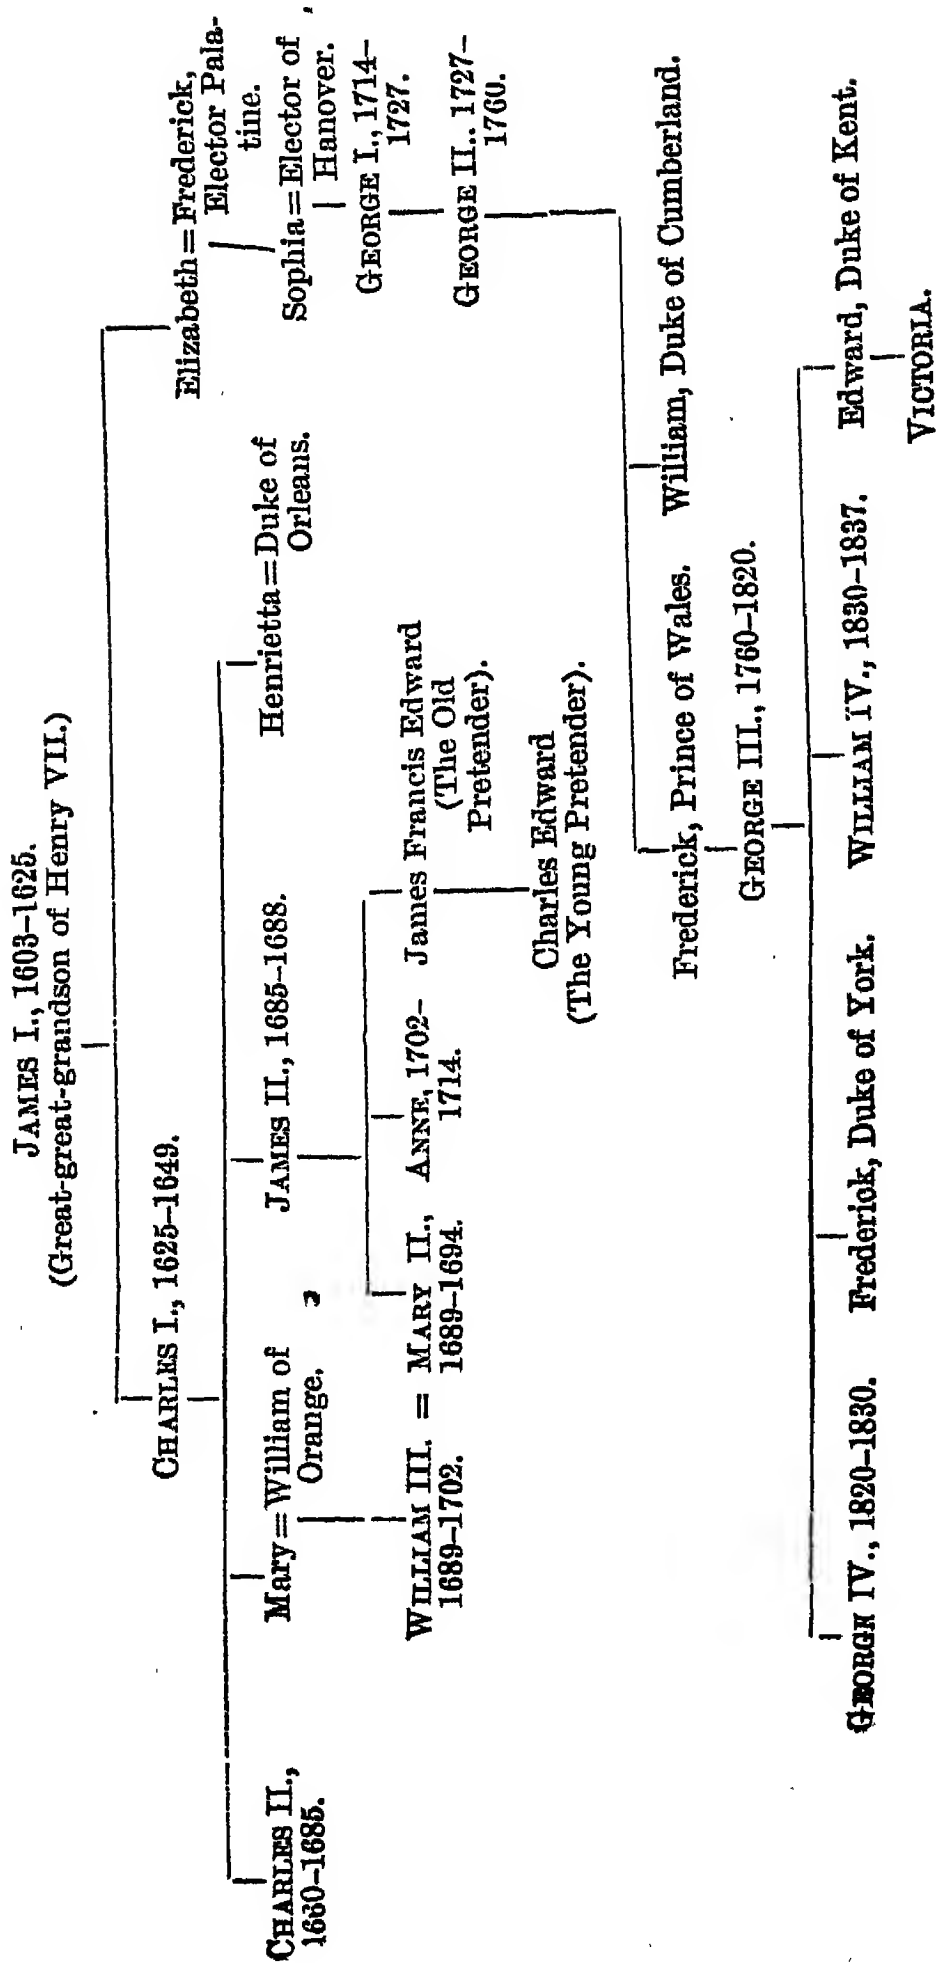 JAMES I., 1603–1625.
(Great-great-grandson of Henry VII.)
CHARLES I., 1625–1649.
Elizabeth=Frederick,
Elector Pala-
tine.
CHARLES II.,
1660–1685.
Mary=William of
Orange.
JAMES II., 1685–1688.
Henrietta=Duke of
Orleans.
Sophia=Elector of
Hanover.
GEORGE I., 1714–
1727.
WILLIAM III. = MARY II.,
1689–1702.
1689–1694.
ANNE, 1702–
1714.
James Francis Edward
(The Old
Pretender).
GEORGE II.. 1727–
1760.
Charles Edward
(The Young Pretender).
Frederick, Prince of Wales.
William, Duke of Cumberland.
GEORGE III., 1760–1820.
GEORGE IV., 1820–1830.
Frederick, Duke of York.
WILLIAM IV., 1830–1837.
Edward, Duke of Kent.
VICTORIA.